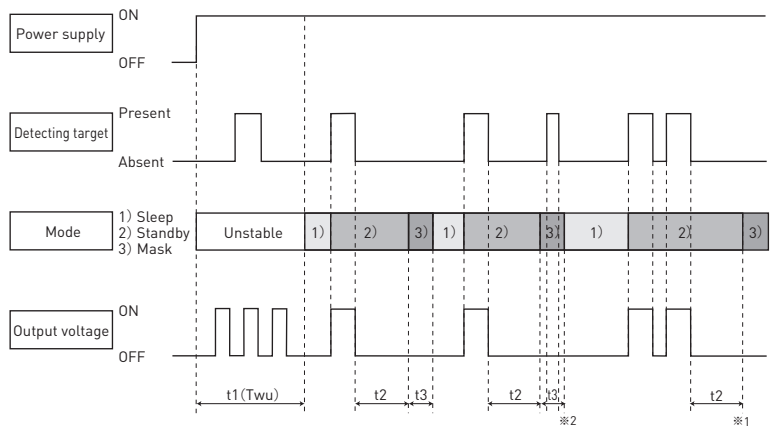 ON
Power supply
OFF
Present
Detecting target
Absent
Mode
1) Sleep
2) Standby
3) Mask
Unstable 1) 2) 3) 1) 2) 3) 1) 2) 3)
ON
Output voltage
OFF
t1(Twu) t2 t3 t2 t3 t2
※2 ※1